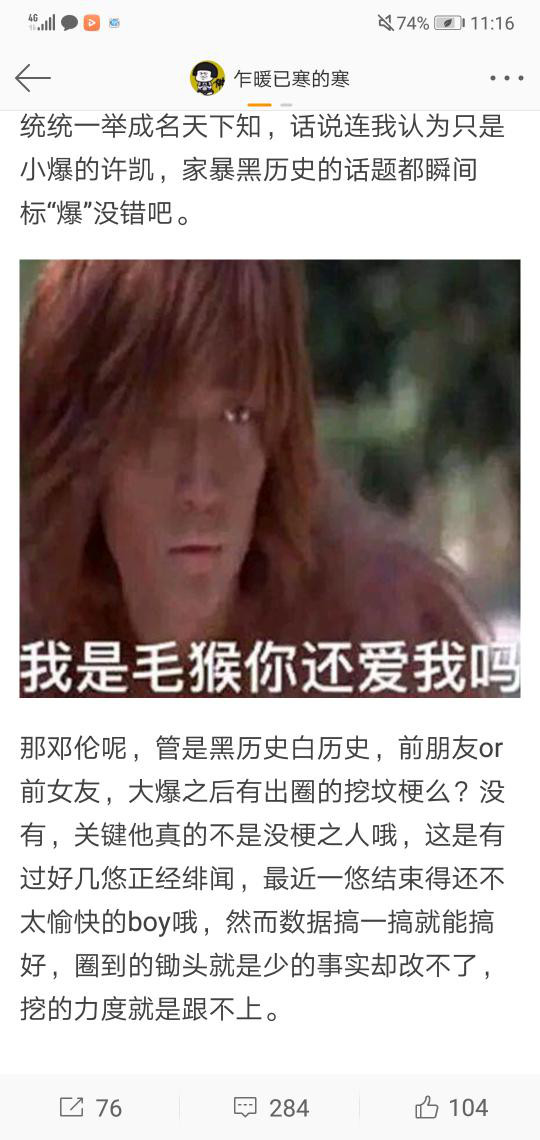 4G
74%
11:16
乍暖已寒的寒
统统一举成名天下知，话说连我认为只是
小爆的许凯，家暴黑历史的话题都瞬间
标“爆”没错吧。
我是毛猴你还爱我吗
那邓伦呢，管是黑历史白历史，前朋友or
前女友，大爆之后有出圈的挖坟梗么？没
有，关键他真的不是没梗之人哦，这是有
过好几悠正经绯闻，最近一悠结束得还不
太愉快的boy哦，然而数据搞一搞就能搞
好，圈到的锄头就是少的事实却改不了，
挖的力度就是跟不上。
76
284
104